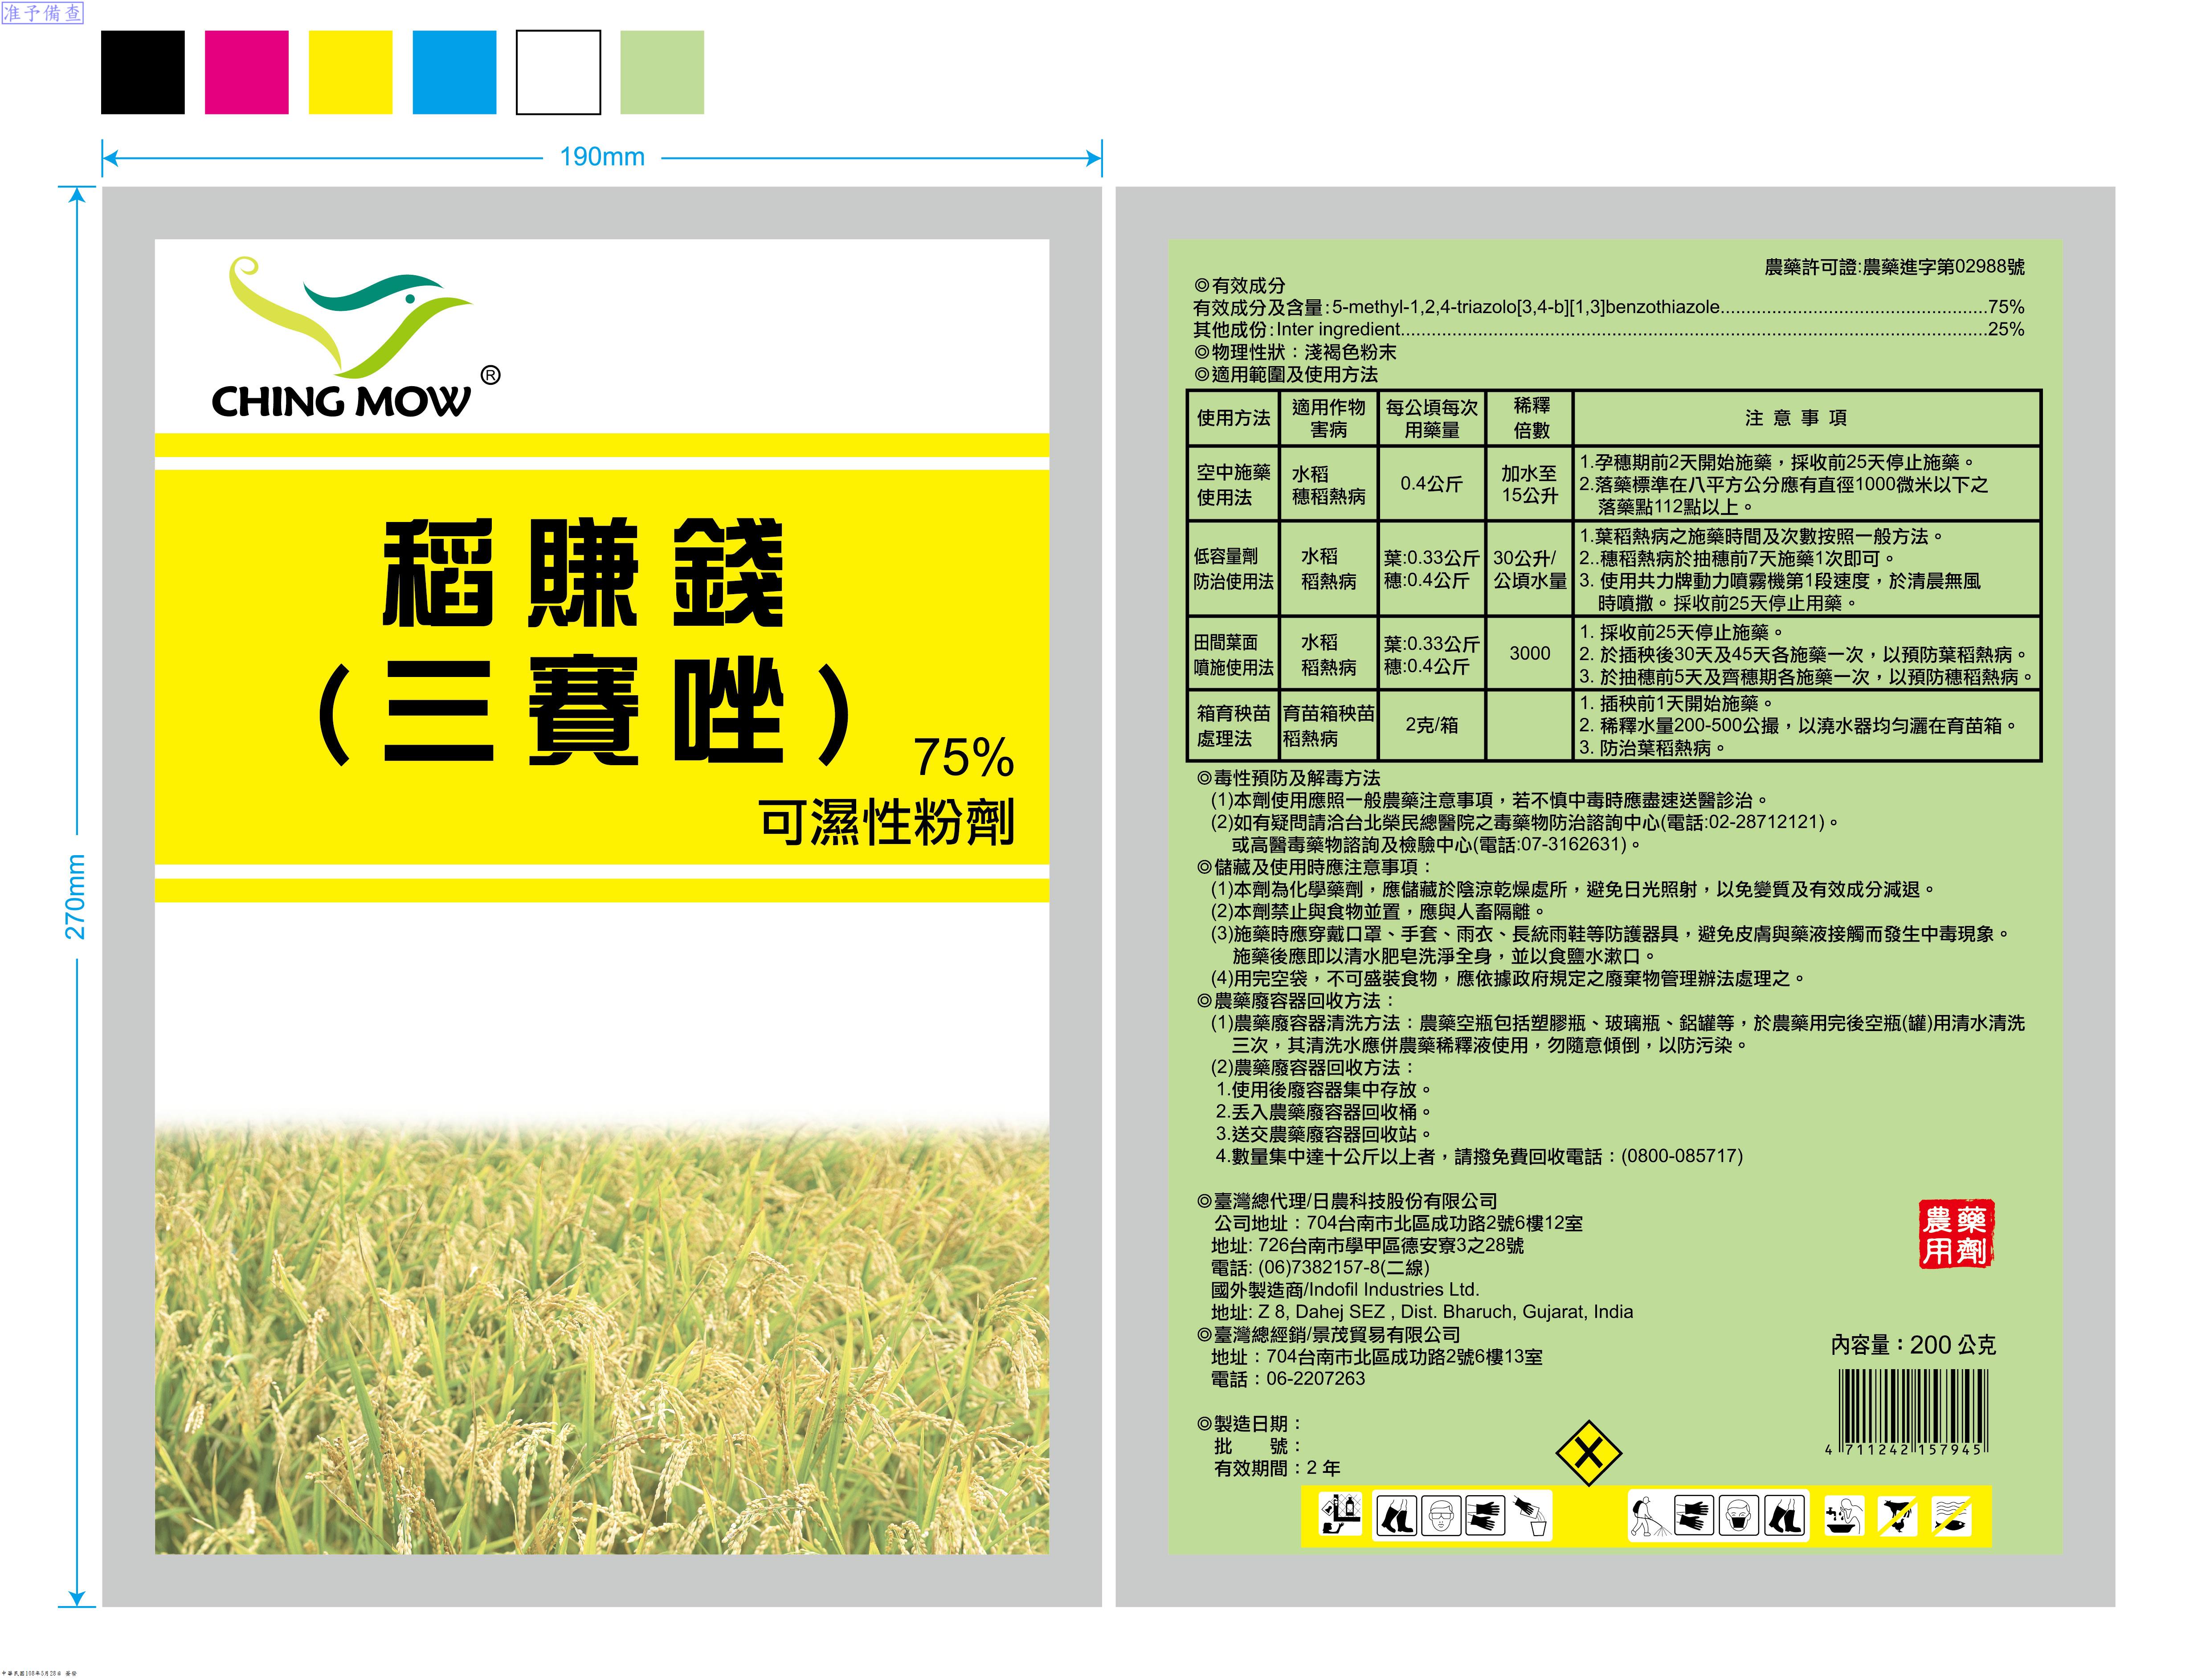 准予備查
190mm
270mm
CHING MOW ®
稻賺錢
(三賽唑)
75%
可濕性粉劑
農藥許可證:農藥進字第02988號
◎有效成分
有效成分及含量:5-methyl-1,2,4-triazolo[3,4-b][1,3]benzothiazole......................................................75%
其他成份:Inter ingredient......................................................25%
◎物理性狀：淺褐色粉末
◎適用範圍及使用方法
使用方法 適用作物害病 每公頃每次用藥量 稀釋倍數 注意事項
空中施藥使用法 水稻穗稻熱病 0.4公斤 加水至15公升
1.孕穗期前2天開始施藥，採收前25天停止施藥。
2.落藥標準在八平方公分應有直徑1000微米以下之
落藥點112點以上。
低容量劑防治使用法 水稻稻熱病 葉:0.33公斤 穗:0.4公斤 30公升/公頃水量
1.葉稻熱病之施藥時間及次數按照一般方法。
2..穗稻熱病於抽穗前7天施藥1次即可。
3. 使用共力牌動力噴霧機第1段速度，於清晨無風
時噴撒。採收前25天停止用藥。
田間葉面噴施使用法 水稻稻熱病 葉:0.33公斤 穗:0.4公斤 3000
1. 採收前25天停止施藥。
2. 於插秧後30天及45天各施藥一次，以預防葉稻熱病。
3. 於抽穗前5天及齊穗期各施藥一次，以預防穗稻熱病。
箱育秧苗處理法 育苗箱秧苗稻熱病 2克/箱
1. 插秧前1天開始施藥。
2. 稀釋水量200-500公撮，以澆水器均勻灑在育苗箱。
3. 防治葉稻熱病。
◎毒性預防及解毒方法
(1)本劑使用應照一般農藥注意事項，若不慎中毒時應盡速送醫診治。
(2)如有疑問請洽台北榮民總醫院之毒藥物防治諮詢中心(電話:02-28712121)。
或高醫毒藥物諮詢及檢驗中心(電話:07-3162631)。
◎儲藏及使用時應注意事項：
(1)本劑為化學藥劑，應儲藏於陰涼乾燥處所，避免日光照射，以免變質及有效成分減退。
(2)本劑禁止與食物並置，應與人畜隔離。
(3)施藥時應穿戴口罩、手套、雨衣、長統雨鞋等防護器具，避免皮膚與藥液接觸而發生中毒現象。
施藥後應即以清水肥皂洗淨全身，並以食鹽水漱口。
(4)用完空袋，不可盛裝食物，應依據政府規定之廢棄物管理辦法處理之。
◎農藥廢容器回收方法：
(1)農藥廢容器清洗方法：農藥空瓶包括塑膠瓶、玻璃瓶、鋁罐等，於農藥用完後空瓶(罐)用清水清洗
三次，其清洗水應併農藥稀釋液使用，勿隨意傾倒，以防污染。
(2)農藥廢容器回收方法：
1.使用後廢容器集中存放。
2.丟入農藥廢容器回收桶。
3.送交農藥廢容器回收站。
4.數量集中達十公斤以上者，請撥免費回收電話：(0800-085717)
◎臺灣總代理/日農科技股份有限公司
公司地址：704台南市北區成功路2號6樓12室
地址: 726台南市學甲區德安寮3之28號
電話: (06)7382157-8(二線)
國外製造商/Indofil Industries Ltd.
地址: Z 8, Dahej SEZ , Dist. Bharuch, Gujarat, India
◎臺灣總經銷/景茂貿易有限公司
地址：704台南市北區成功路2號6樓13室
電話：06-2207263
農藥
用劑
內容量：200 公克
4 711242 157945
◎製造日期：
批　　號：
有效期間：2 年
中華民國108年5月28日